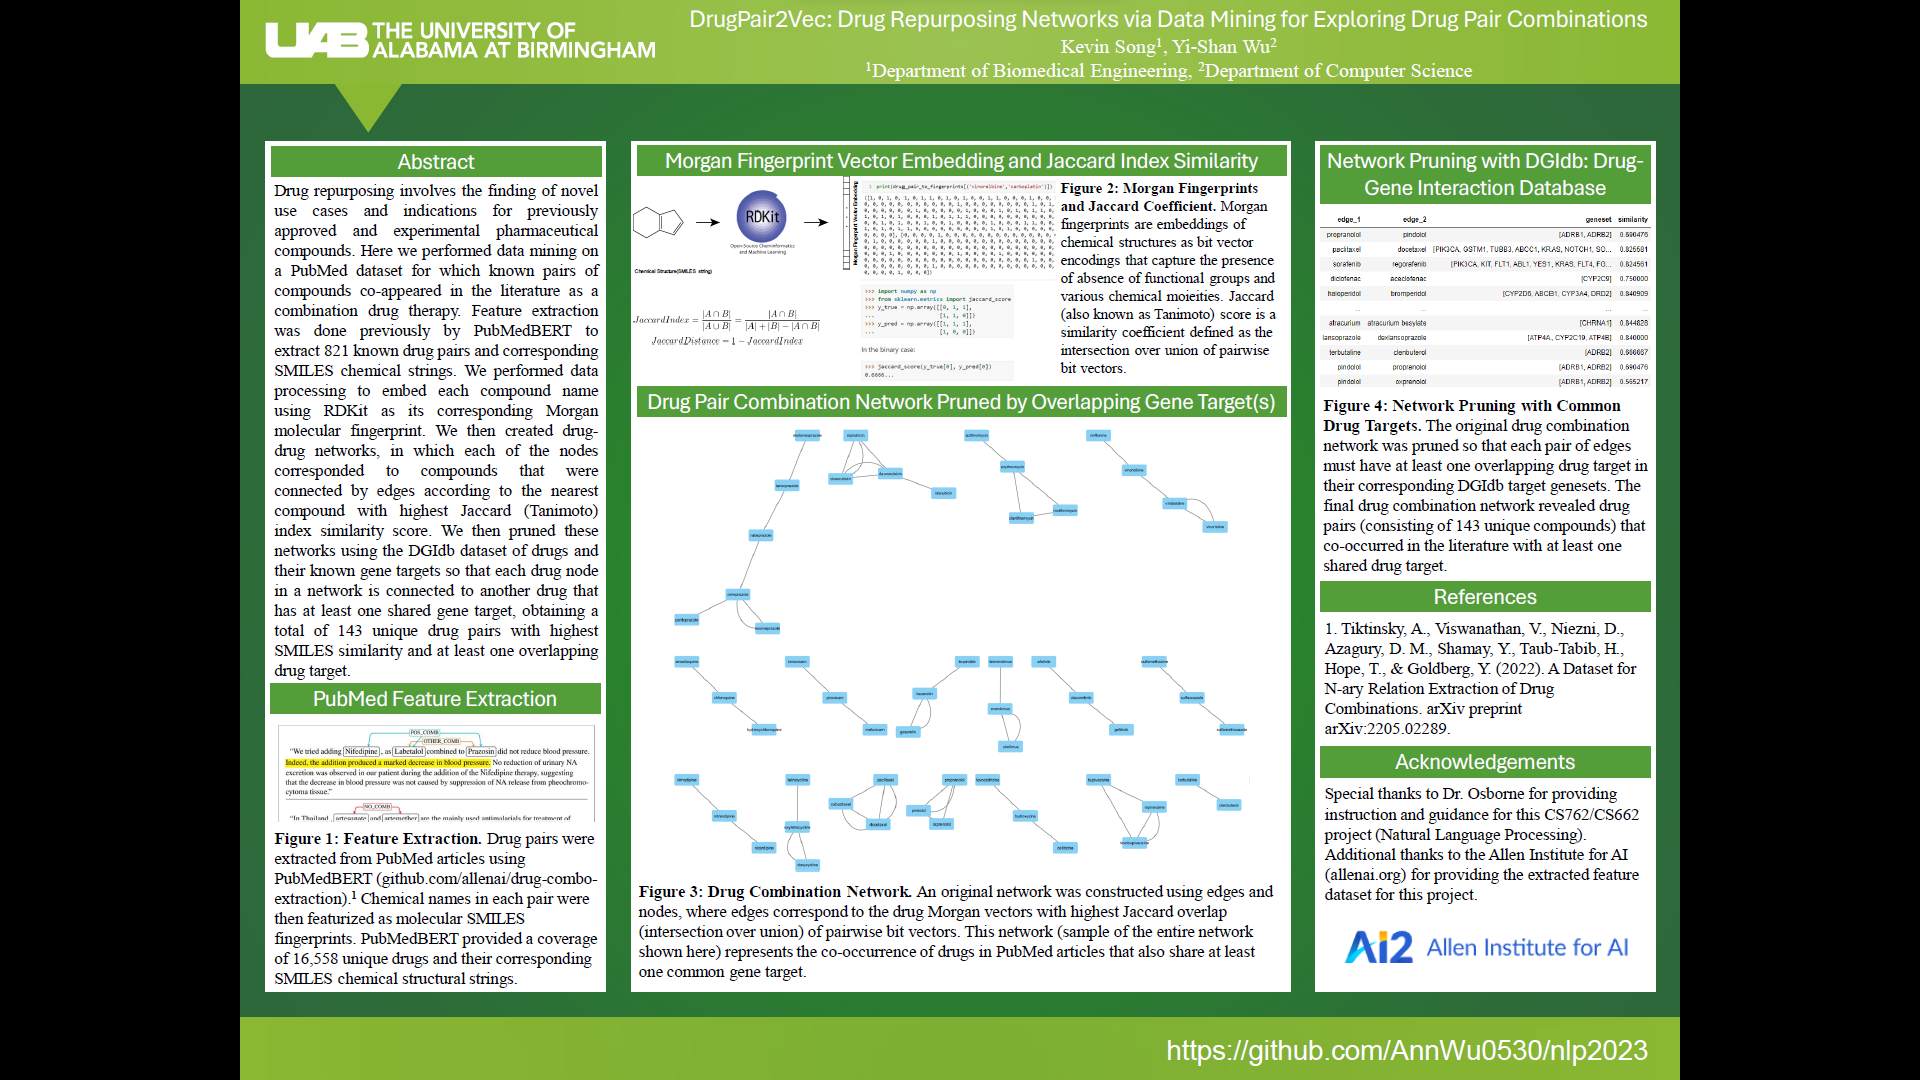 UAB THE UNIVERSITY OF
ALABAMA AT BIRMINGHAM
DrugPair2Vec: Drug Repurposing Networks via Data Mining for Exploring Drug Pair Combinations
Kevin Song¹, Yi-Shan Wu²
¹Department of Biomedical Engineering, ²Department of Computer Science
Abstract
Drug repurposing involves the finding of novel
use cases and indications for previously
approved and experimental pharmaceutical
compounds. Here we performed data mining on
a PubMed dataset for which known pairs of
compounds co-appeared in the literature as a
combination drug therapy. Feature extraction
was done previously by PubMedBERT to
extract 821 known drug pairs and corresponding
SMILES chemical strings. We performed data
processing to embed each compound name
using RDKit as its corresponding Morgan
molecular fingerprint. We then created drug-
drug networks, in which each of the nodes
corresponded to compounds that were
connected by edges according to the nearest
compound with highest Jaccard (Tanimoto)
index similarity score. We then pruned these
networks using the DGIdb dataset of drugs and
their known gene targets so that each drug node
in a network is connected to another drug that
has at least one shared gene target, obtaining a
total of 143 unique drug pairs with highest
SMILES similarity and at least one overlapping
drug target.
PubMed Feature Extraction
POS_COMB
OTHER_COMB
"We tried adding Nifedipine, as Labetalol combined to Prazosin did not reduce blood pressure.
Indeed, the addition produced a marked decrease in blood pressure. No reduction of urinary NA
excretion was observed in our patient during the addition of the Nifedipine therapy, suggesting
that the decrease in blood pressure was not caused by suppression of NA release from pheochromo-
cytoma tissue."
NO_COMB
"In Thailand, artesunate and artemether are the mainly used antimalarials for treatment of
Figure 1: Feature Extraction. Drug pairs were
extracted from PubMed articles using
PubMedBERT (github.com/allenai/drug-combo-
extraction).¹ Chemical names in each pair were
then featurized as molecular SMILES
fingerprints. PubMedBERT provided a coverage
of 16,558 unique drugs and their corresponding
SMILES chemical structural strings.
Morgan Fingerprint Vector Embedding and Jaccard Index Similarity
RDKit
Open-Source Cheminformatics
and Machine Learning
Chemical Structure(SMILES string)
Morgan Fingerprint Vector Embedding
1 print(drug_pair_to_fingerprints[('vinorelbine','carboplatin')])
JaccardIndex = |A ∩ B| / |A ∪ B| = |A ∩ B| / |A| + |B| − |A ∩ B|
JaccardDistance = 1 − JaccardIndex
>>> import numpy as np
>>> from sklearn.metrics import jaccard_score
>>> y_true = np.array([[0, 1, 1],
... [1, 1, 0]])
>>> y_pred = np.array([[1, 1, 1],
... [1, 0, 0]])
In the binary case:
>>> jaccard_score(y_true[0], y_pred[0])
0.6666...
Figure 2: Morgan Fingerprints
and Jaccard Coefficient. Morgan
fingerprints are embeddings of
chemical structures as bit vector
encodings that capture the presence
of absence of functional groups and
various chemical moieties. Jaccard
(also known as Tanimoto) score is a
similarity coefficient defined as the
intersection over union of pairwise
bit vectors.
Drug Pair Combination Network Pruned by Overlapping Gene Target(s)
Figure 3: Drug Combination Network. An original network was constructed using edges and
nodes, where edges correspond to the drug Morgan vectors with highest Jaccard overlap
(intersection over union) of pairwise bit vectors. This network (sample of the entire network
shown here) represents the co-occurrence of drugs in PubMed articles that also share at least
one common gene target.
Network Pruning with DGIdb: Drug-
Gene Interaction Database
edge_1 edge_2 geneset similarity
propranolol pindolol [ADRB1, ADRB2] 0.690476
paclitaxel docetaxel [PIK3CA, GSTM1, TUBB3, ABCC1, KRAS, NOTCH1, SO... 0.825581
sorafenib regorafenib [PIK3CA, KIT, FLT1, ABL1, YES1, KRAS, FLT4, FG... 0.824561
diclofenac aceclofenac [CYP2C9] 0.750000
haloperidol bromperidol [CYP2D6, ABCB1, CYP3A4, DRD2] 0.840909
... ... ... ...
atracurium atracurium besylate [CHRNA1] 0.844828
lansoprazole dexlansoprazole [ATP4A, CYP2C19, ATP4B] 0.840000
terbutaline clenbuterol [ADRB2] 0.666667
pindolol propranolol [ADRB1, ADRB2] 0.690476
pindolol oxprenolol [ADRB1, ADRB2] 0.565217
Figure 4: Network Pruning with Common
Drug Targets. The original drug combination
network was pruned so that each pair of edges
must have at least one overlapping drug target in
their corresponding DGIdb target genesets. The
final drug combination network revealed drug
pairs (consisting of 143 unique compounds) that
co-occurred in the literature with at least one
shared drug target.
References
1. Tiktinsky, A., Viswanathan, V., Niezni, D.,
Azagury, D. M., Shamay, Y., Taub-Tabib, H.,
Hope, T., & Goldberg, Y. (2022). A Dataset for
N-ary Relation Extraction of Drug
Combinations. arXiv preprint
arXiv:2205.02289.
Acknowledgements
Special thanks to Dr. Osborne for providing
instruction and guidance for this CS762/CS662
project (Natural Language Processing).
Additional thanks to the Allen Institute for AI
(allenai.org) for providing the extracted feature
dataset for this project.
Ai2 Allen Institute for AI
https://github.com/AnnWu0530/nlp2023